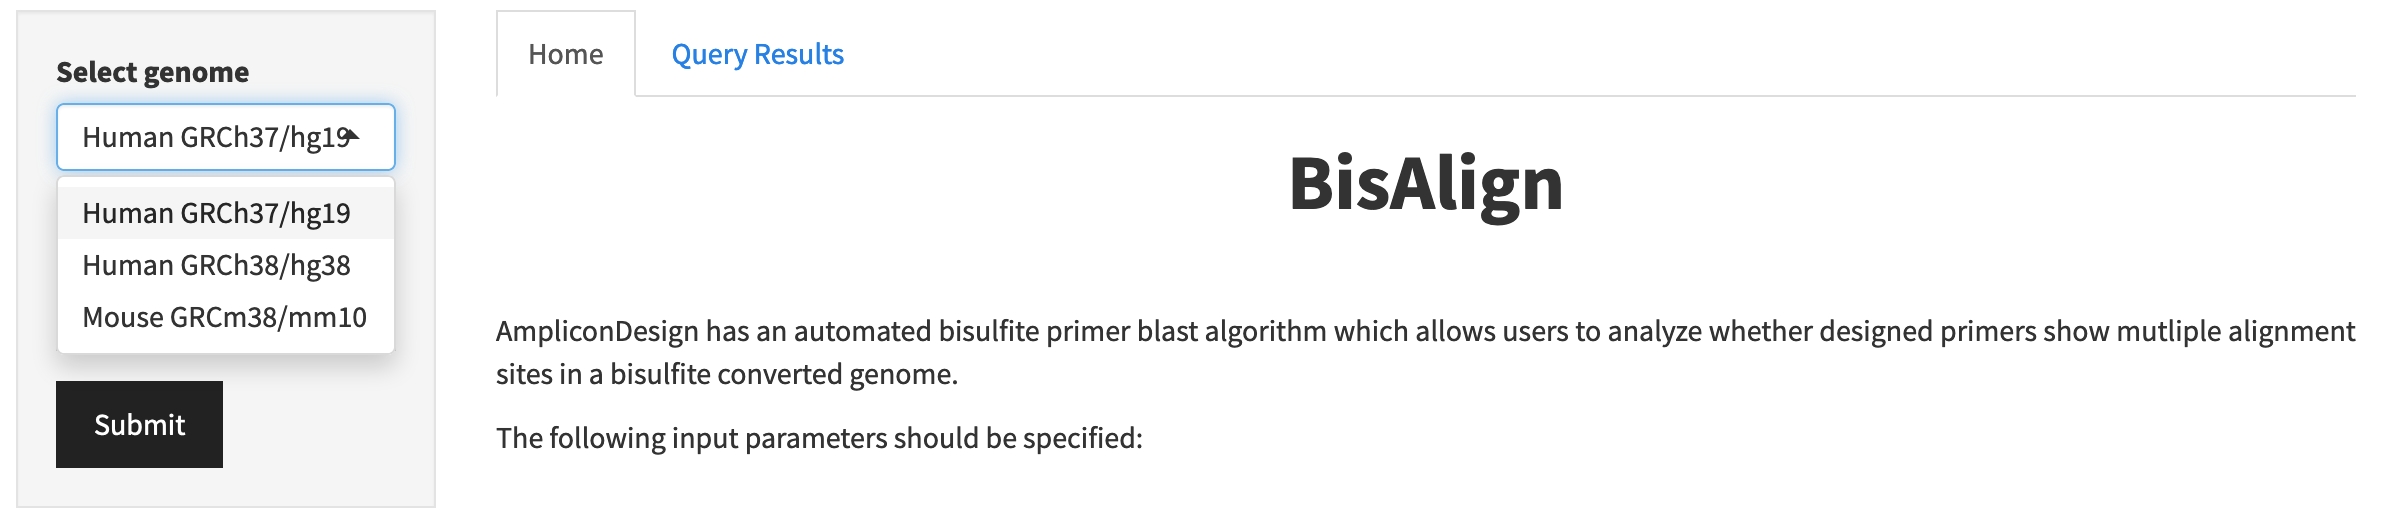 Select genome
Human GRCh37/hg19
Human GRCh37/hg19
Human GRCh38/hg38
Mouse GRCm38/mm10
Submit
Home
Query Results
BisAlign
AmpliconDesign has an automated bisulfite primer blast algorithm which allows users to analyze whether designed primers show mutliple alignment
sites in a bisulfite converted genome.
The following input parameters should be specified: